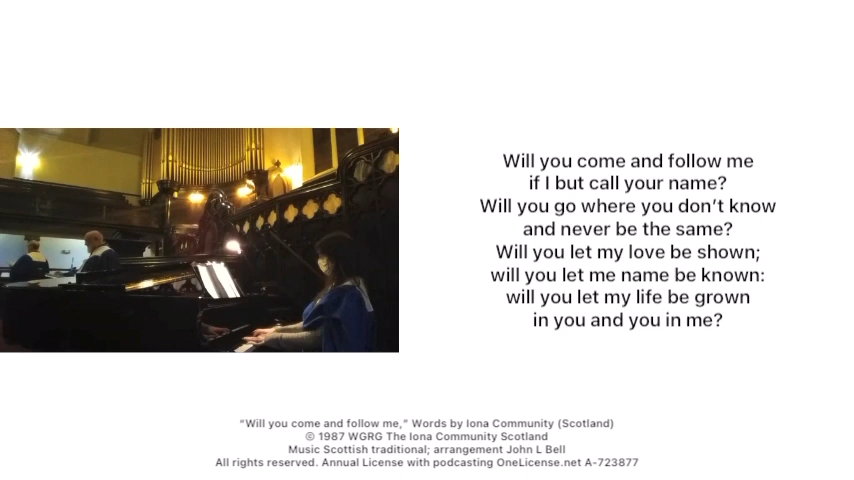 Will you come and follow me
if I but call your name?
Will you go where you don't know
and never be the same?
Will you let my love be shown;
will you let me name be known:
will you let my life be grown
in you and you in me?
"Will you come and follow me," Words by Iona Community (Scotland)
© 1987 WGRG The Iona Community Scotland
Music Scottish traditional; arrangement John L Bell
All rights reserved. Annual License with podcasting OneLicense.net A-723877